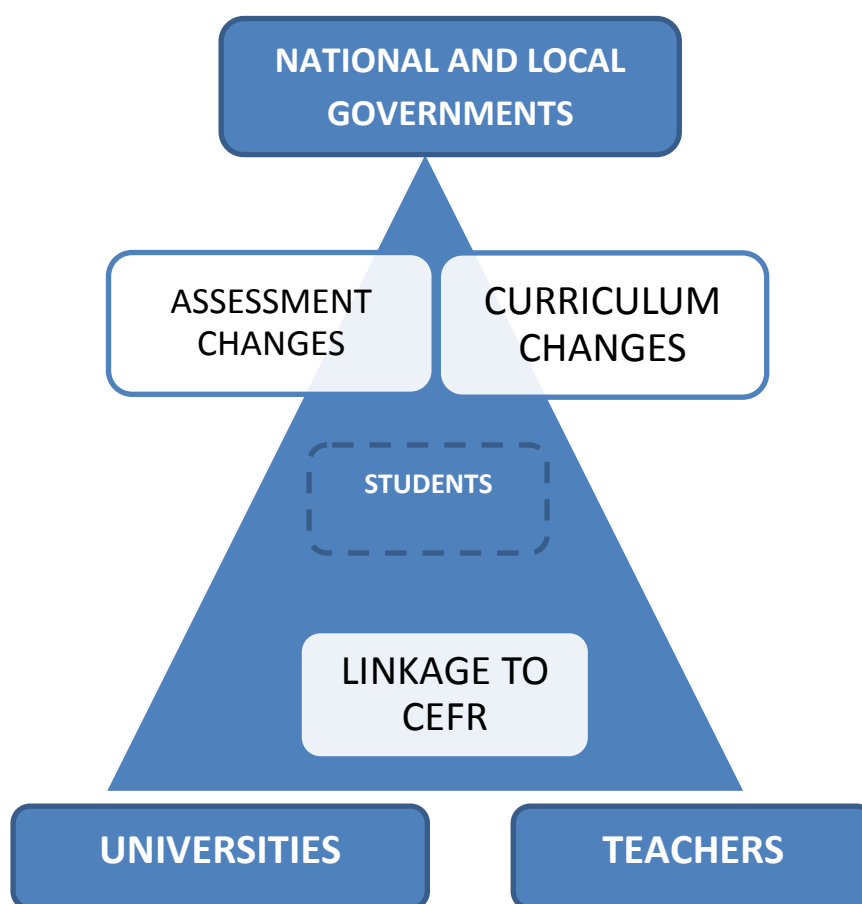 NATIONAL AND LOCAL
GOVERNMENTS
ASSESSMENT
CHANGES
CURRICULUM
CHANGES
STUDENTS
LINKAGE TO
CEFR
UNIVERSITIES
TEACHERS